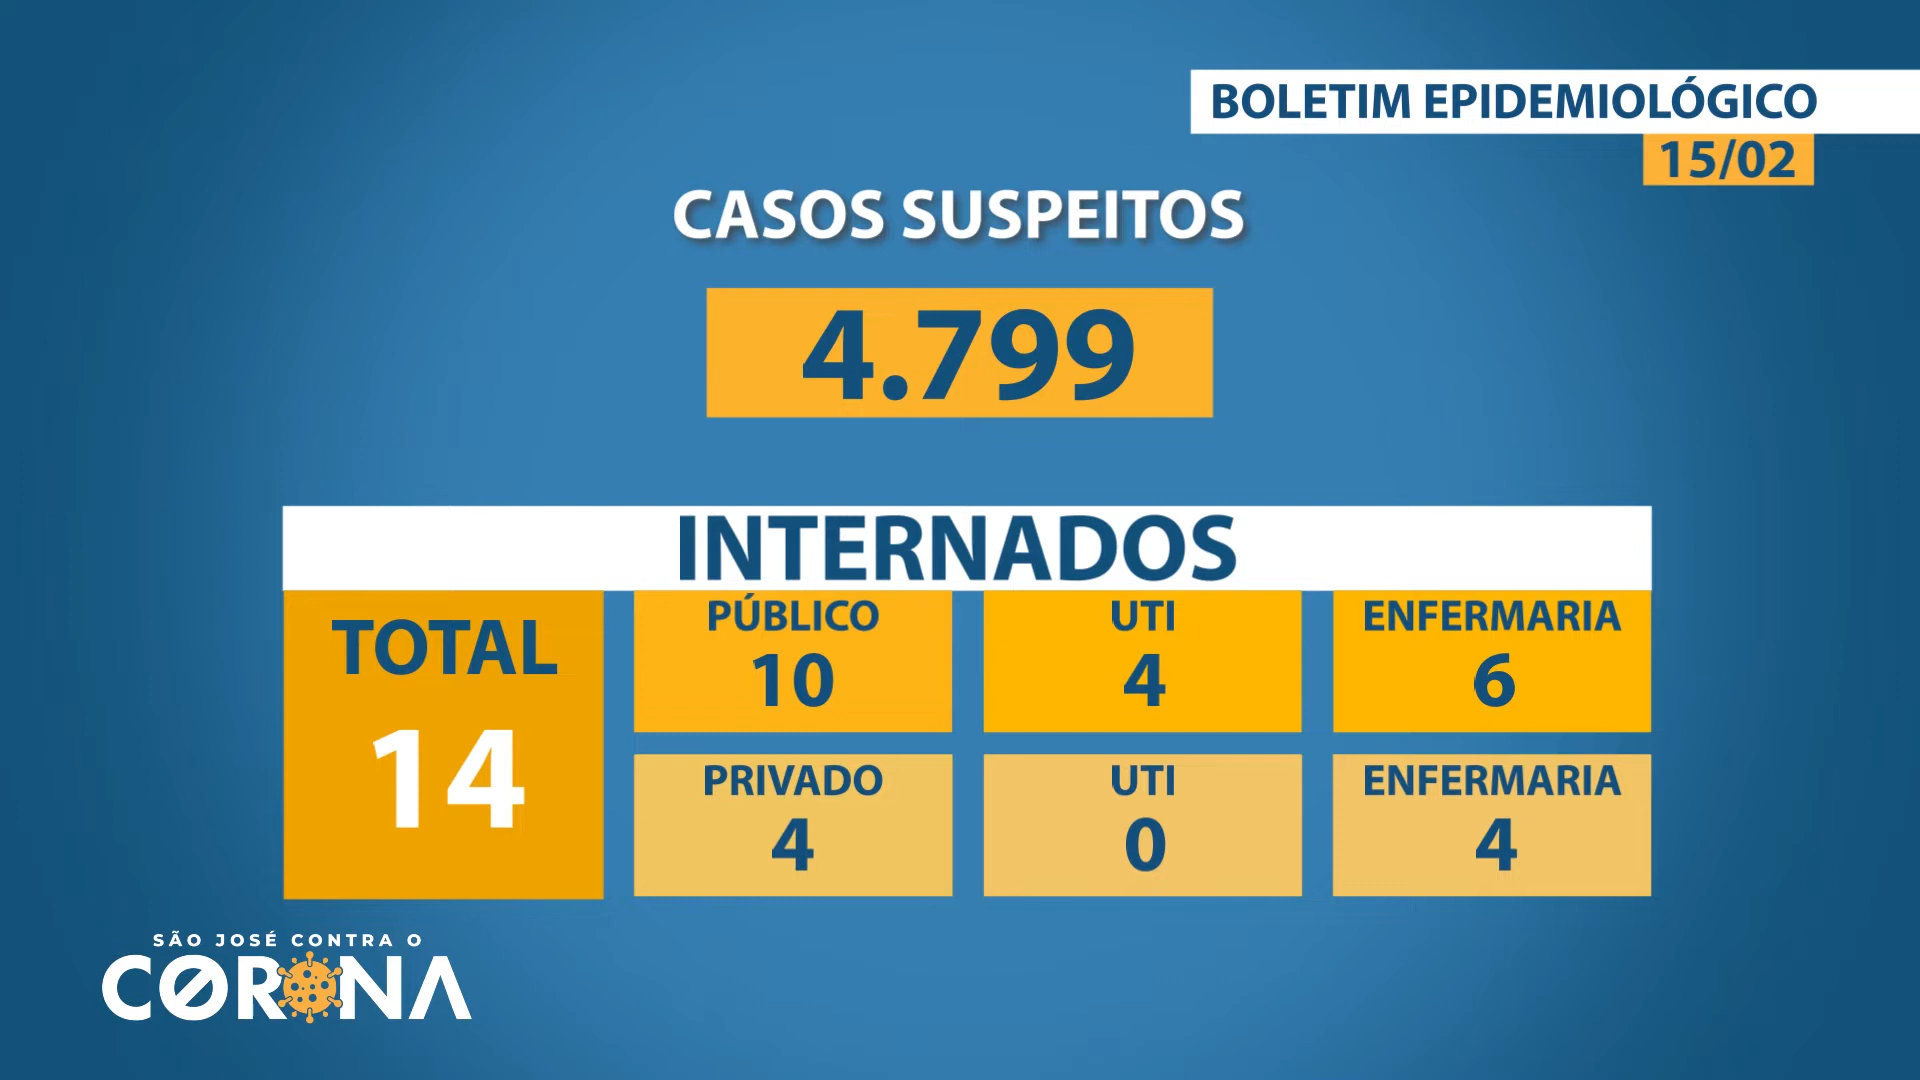 BOLETIM EPIDEMIOLÓGICO
15/02
CASOS SUSPEITOS
4.799
INTERNADOS
TOTAL
14
PÚBLICO
10
UTI
4
ENFERMARIA
6
PRIVADO
4
UTI
0
ENFERMARIA
4
SÃO JOSÉ CONTRA O
CORONA